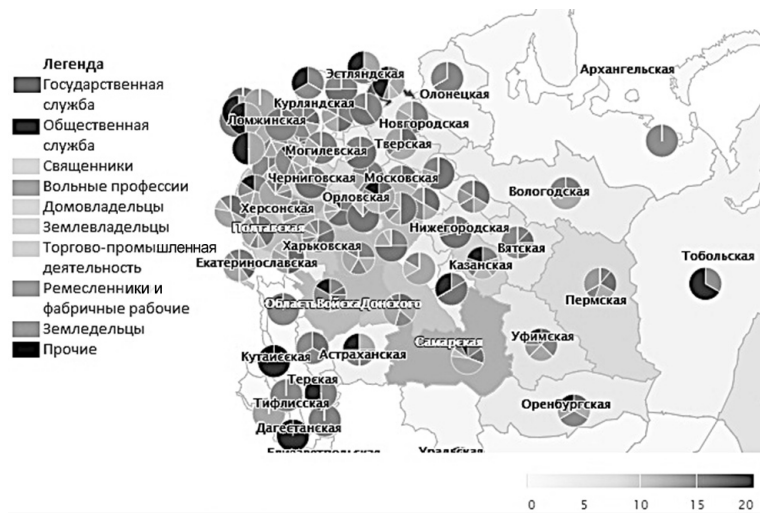 Легенда
Государственная
служба
Общественная
служба
Священники
Вольные профессии
Домовладельцы
Землевладельцы
Торгово-промышленная
деятельность
Ремесленники и
фабричные рабочие
Земледельцы
Прочие
Эстляндская
Архангельская
Олонецкая
Курляндская
Ломжинская
Новгородская
Тверская
Могилевская
Черниговская
Московская
Вологодская
Орловская
Херсонская
Полтавская
Нижегородская
Харьковская
Вятская
Екатеринославская
Казанская
Тобольская
Пермская
Область Войска Донского
Самарская
Уфимская
Кутаисская
Астраханская
Терская
Тифлисская
Оренбургская
Дагестанская
Елизаветпольская
Уральская
0 5 10 15 20